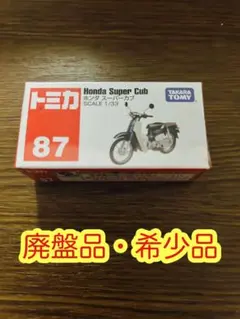 トミカ
87
Honda Super Cub
ホンダ スーパーカブ
SCALE 1/33
TAKARA
TOMY
廃盤品・希少品